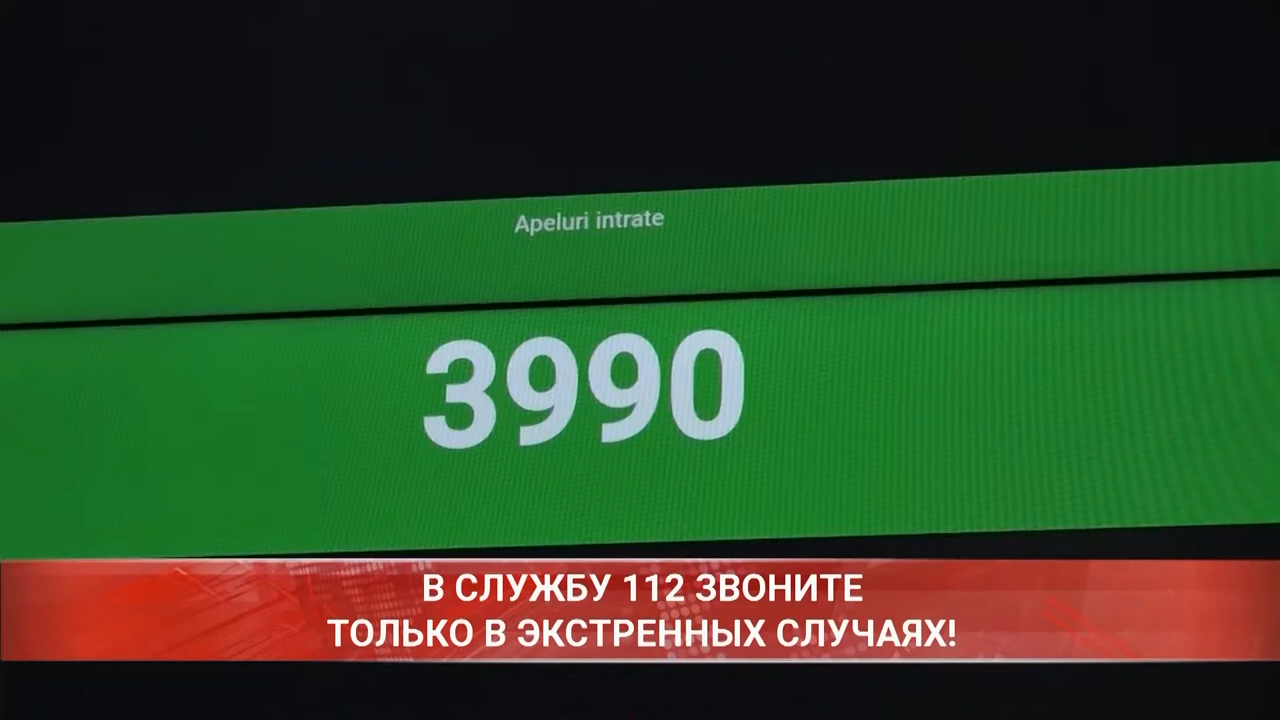 Apeluri intrate
3990
В СЛУЖБУ 112 ЗВОНИТЕ
ТОЛЬКО В ЭКСТРЕННЫХ СЛУЧАЯХ!